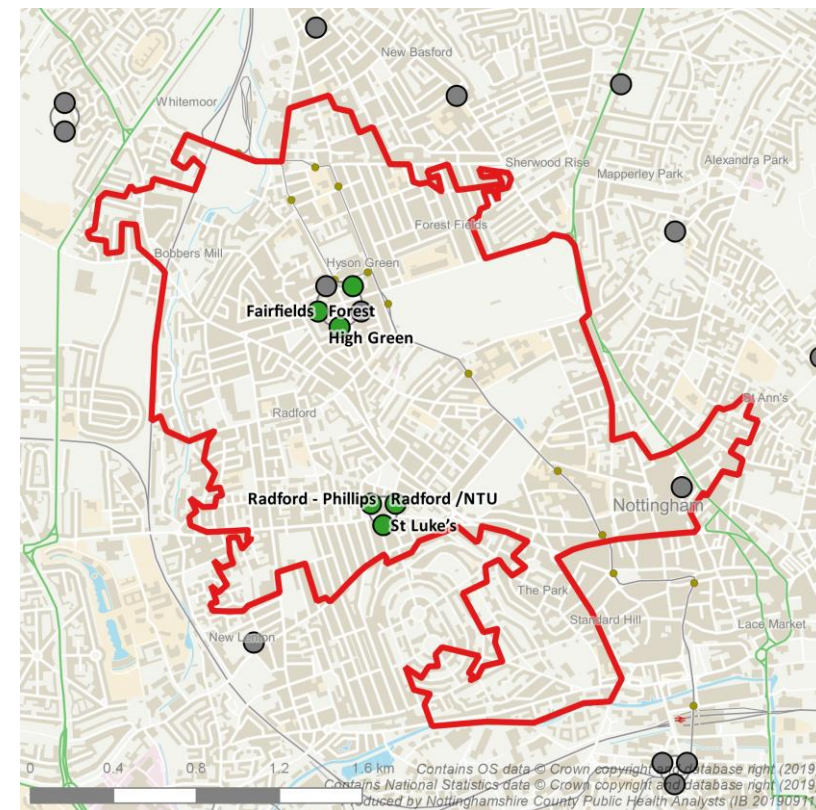 New Basford
Whitemoor
Sherwood Rise
Alexandra Park
Mapperley Park
Forest Fields
Bobbers Mill
Hyson Green
Fairfields Forest
High Green
St Ann's
Radford
Radford - Phillips Radford /NTU
Nottingham
St Luke's
The Park
Standard Hill
Lace Market
New Lenton
0 0.4 0.8 1.2 1.6 km
Contains OS data © Crown copyright and database right (2019
Contains National Statistics data © Crown copyright and database right (2019
duced by Nottinghamshire County Public Health Analysts (IB 20190911